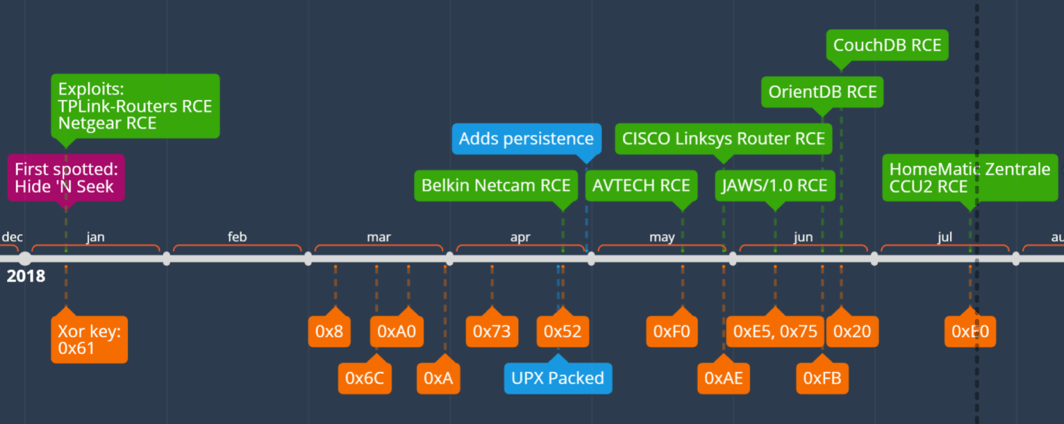 CouchDB RCE
Exploits:
TPLink-Routers RCE
Netgear RCE
OrientDB RCE
Adds persistence
CISCO Linksys Router RCE
First spotted:
Hide 'N Seek
Belkin Netcam RCE
AVTECH RCE
JAWS/1.0 RCE
HomeMatic Zentrale
CCU2 RCE
dec
jan
feb
mar
apr
may
jun
jul
au
2018
Xor key:
0x61
0x8
0xA0
0x73
0x52
0xF0
0xE5, 0x75
0x20
0xE0
0x6C
0xA
UPX Packed
0xAE
0xFB